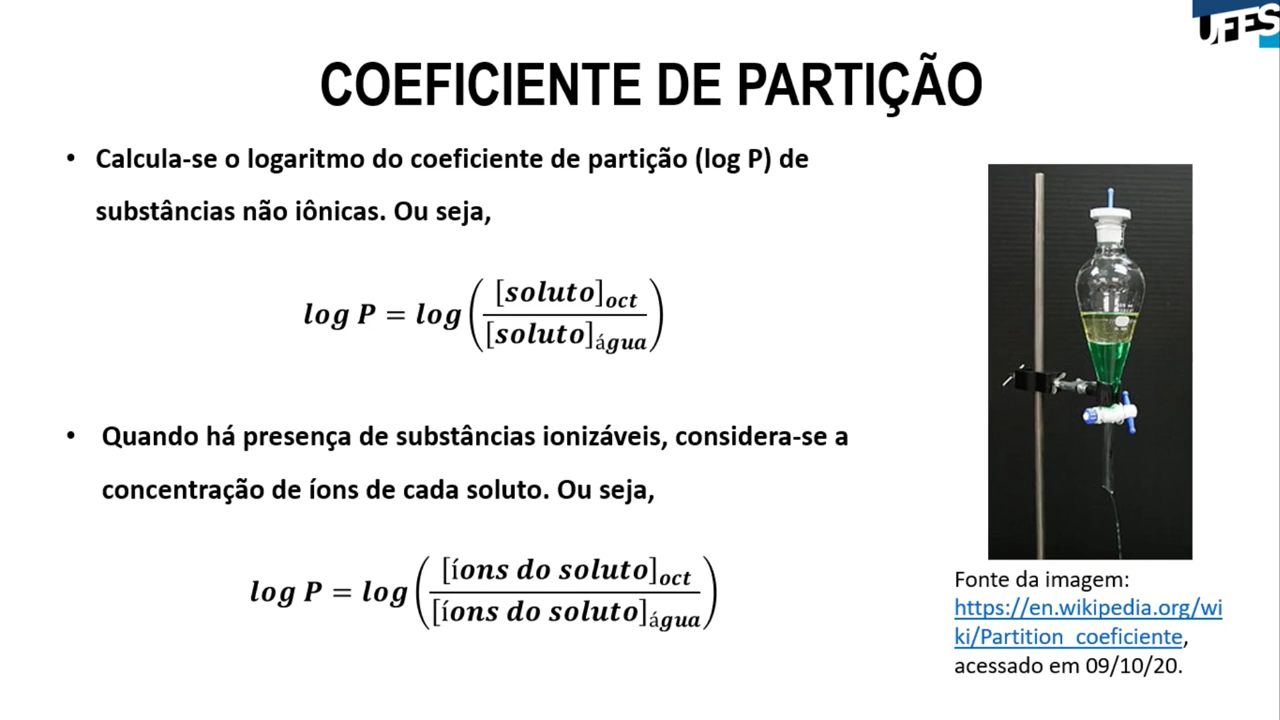 UFES
COEFICIENTE DE PARTIÇÃO
• Calcula-se o logaritmo do coeficiente de partição (log P) de
substâncias não iônicas. Ou seja,
log P = log([soluto]oct / [soluto]água)
• Quando há presença de substâncias ionizáveis, considera-se a
concentração de íons de cada soluto. Ou seja,
log P = log([íons do soluto]oct / [íons do soluto]água)
Fonte da imagem:
https://en.wikipedia.org/wi
ki/Partition_coeficiente,
acessado em 09/10/20.